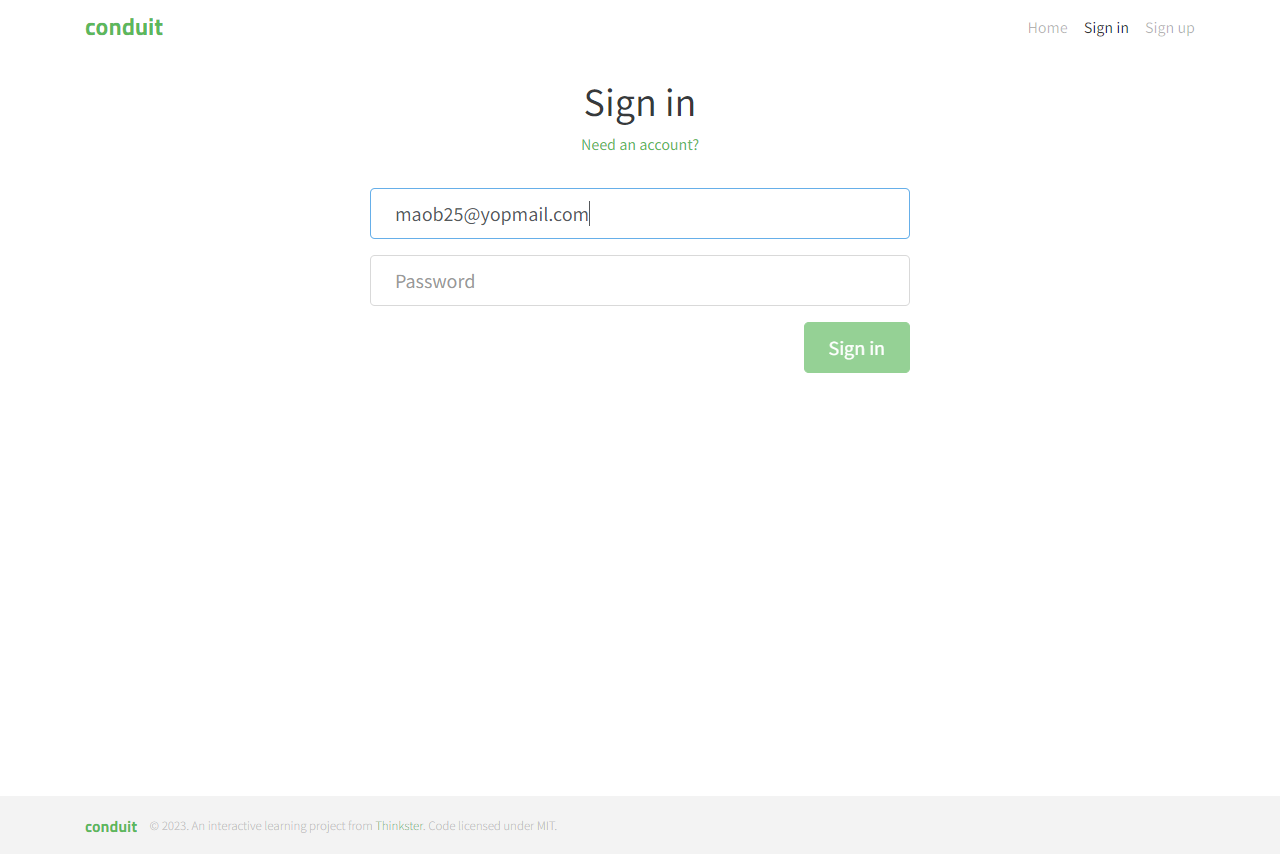 conduit
Home Sign in Sign up
Sign in
Need an account?
maob25@yopmail.com
Password
Sign in
conduit © 2023. An interactive learning project from Thinkster. Code licensed under MIT.